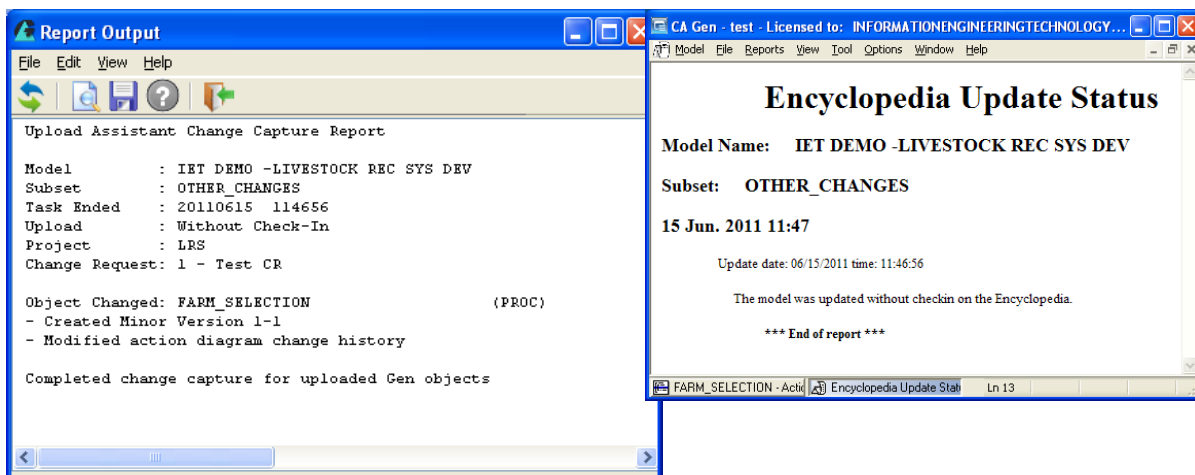 Report Output
File Edit View Help
Upload Assistant Change Capture Report
Model : IET DEMO -LIVESTOCK REC SYS DEV
Subset : OTHER_CHANGES
Task Ended : 20110615 114656
Upload : Without Check-In
Project : LRS
Change Request: 1 - Test CR
Object Changed: FARM_SELECTION (PROC)
- Created Minor Version 1-1
- Modified action diagram change history
Completed change capture for uploaded Gen objects
CA Gen - test - Licensed to: INFORMATIONENGINEERINGTECHNOLOGY...
Model File Reports View Tool Options Window Help
Encyclopedia Update Status
Model Name: IET DEMO -LIVESTOCK REC SYS DEV
Subset: OTHER_CHANGES
15 Jun. 2011 11:47
Update date: 06/15/2011 time: 11:46:56
The model was updated without checkin on the Encyclopedia.
*** End of report ***
FARM_SELECTION - Actic Encyclopedia Update Stat Ln 13